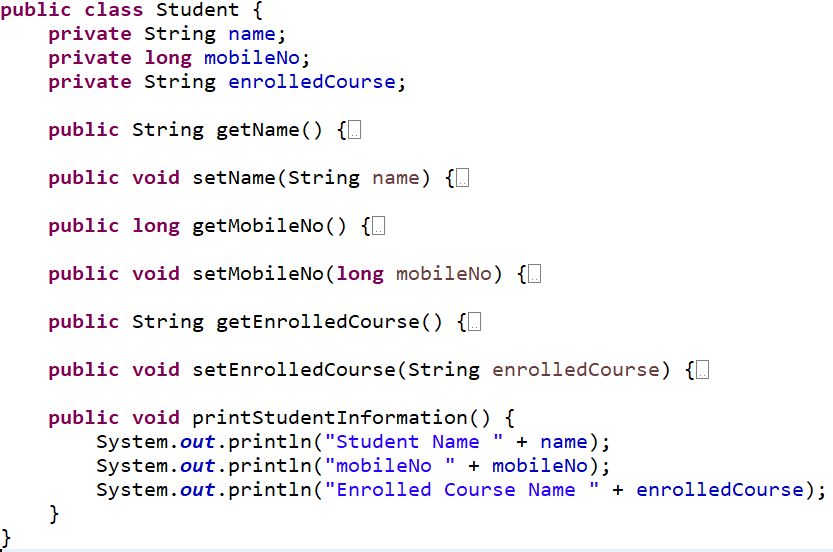 public class Student {
private String name;
private long mobileNo;
private String enrolledCourse;
public String getName() {
public void setName(String name) {
public long getMobileNo() {
public void setMobileNo(long mobileNo) {
public String getEnrolledCourse() {
public void setEnrolledCourse(String enrolledCourse) {
public void printStudentInformation() {
System.out.println("Student Name " + name);
System.out.println("mobileNo " + mobileNo);
System.out.println("Enrolled Course Name " + enrolledCourse);
}
}